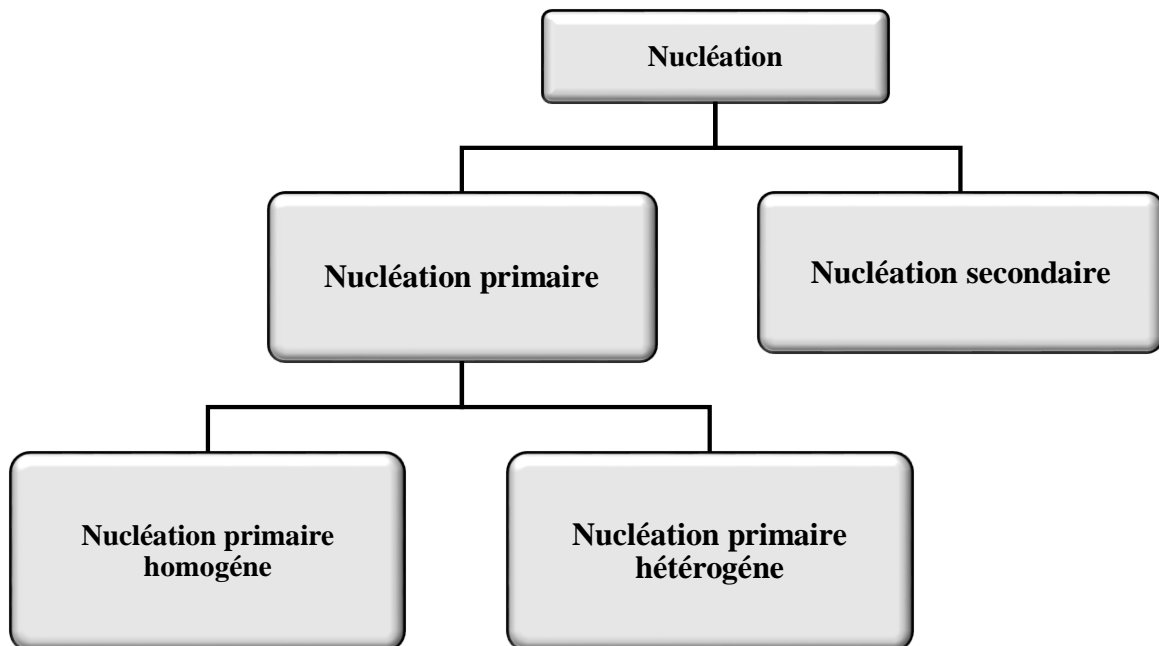 Nucléation
Nucléation primaire
Nucléation secondaire
Nucléation primaire
homogéne
Nucléation primaire
hétérogéne